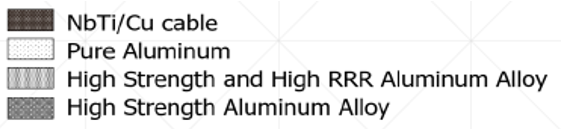 NbTi/Cu cable
Pure Aluminum
High Strength and High RRR Aluminum Alloy
High Strength Aluminum Alloy